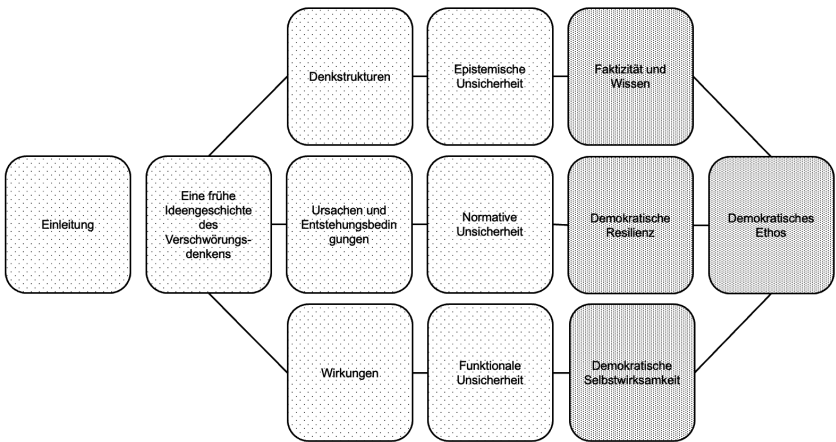 Denkstrukturen
Epistemische
Unsicherheit
Faktizität und
Wissen
Einleitung
Eine frühe
Ideengeschichte
des
Verschwörungs-
denkens
Ursachen und
Entstehungsbedin
gungen
Normative
Unsicherheit
Demokratische
Resilienz
Demokratisches
Ethos
Wirkungen
Funktionale
Unsicherheit
Demokratische
Selbstwirksamkeit